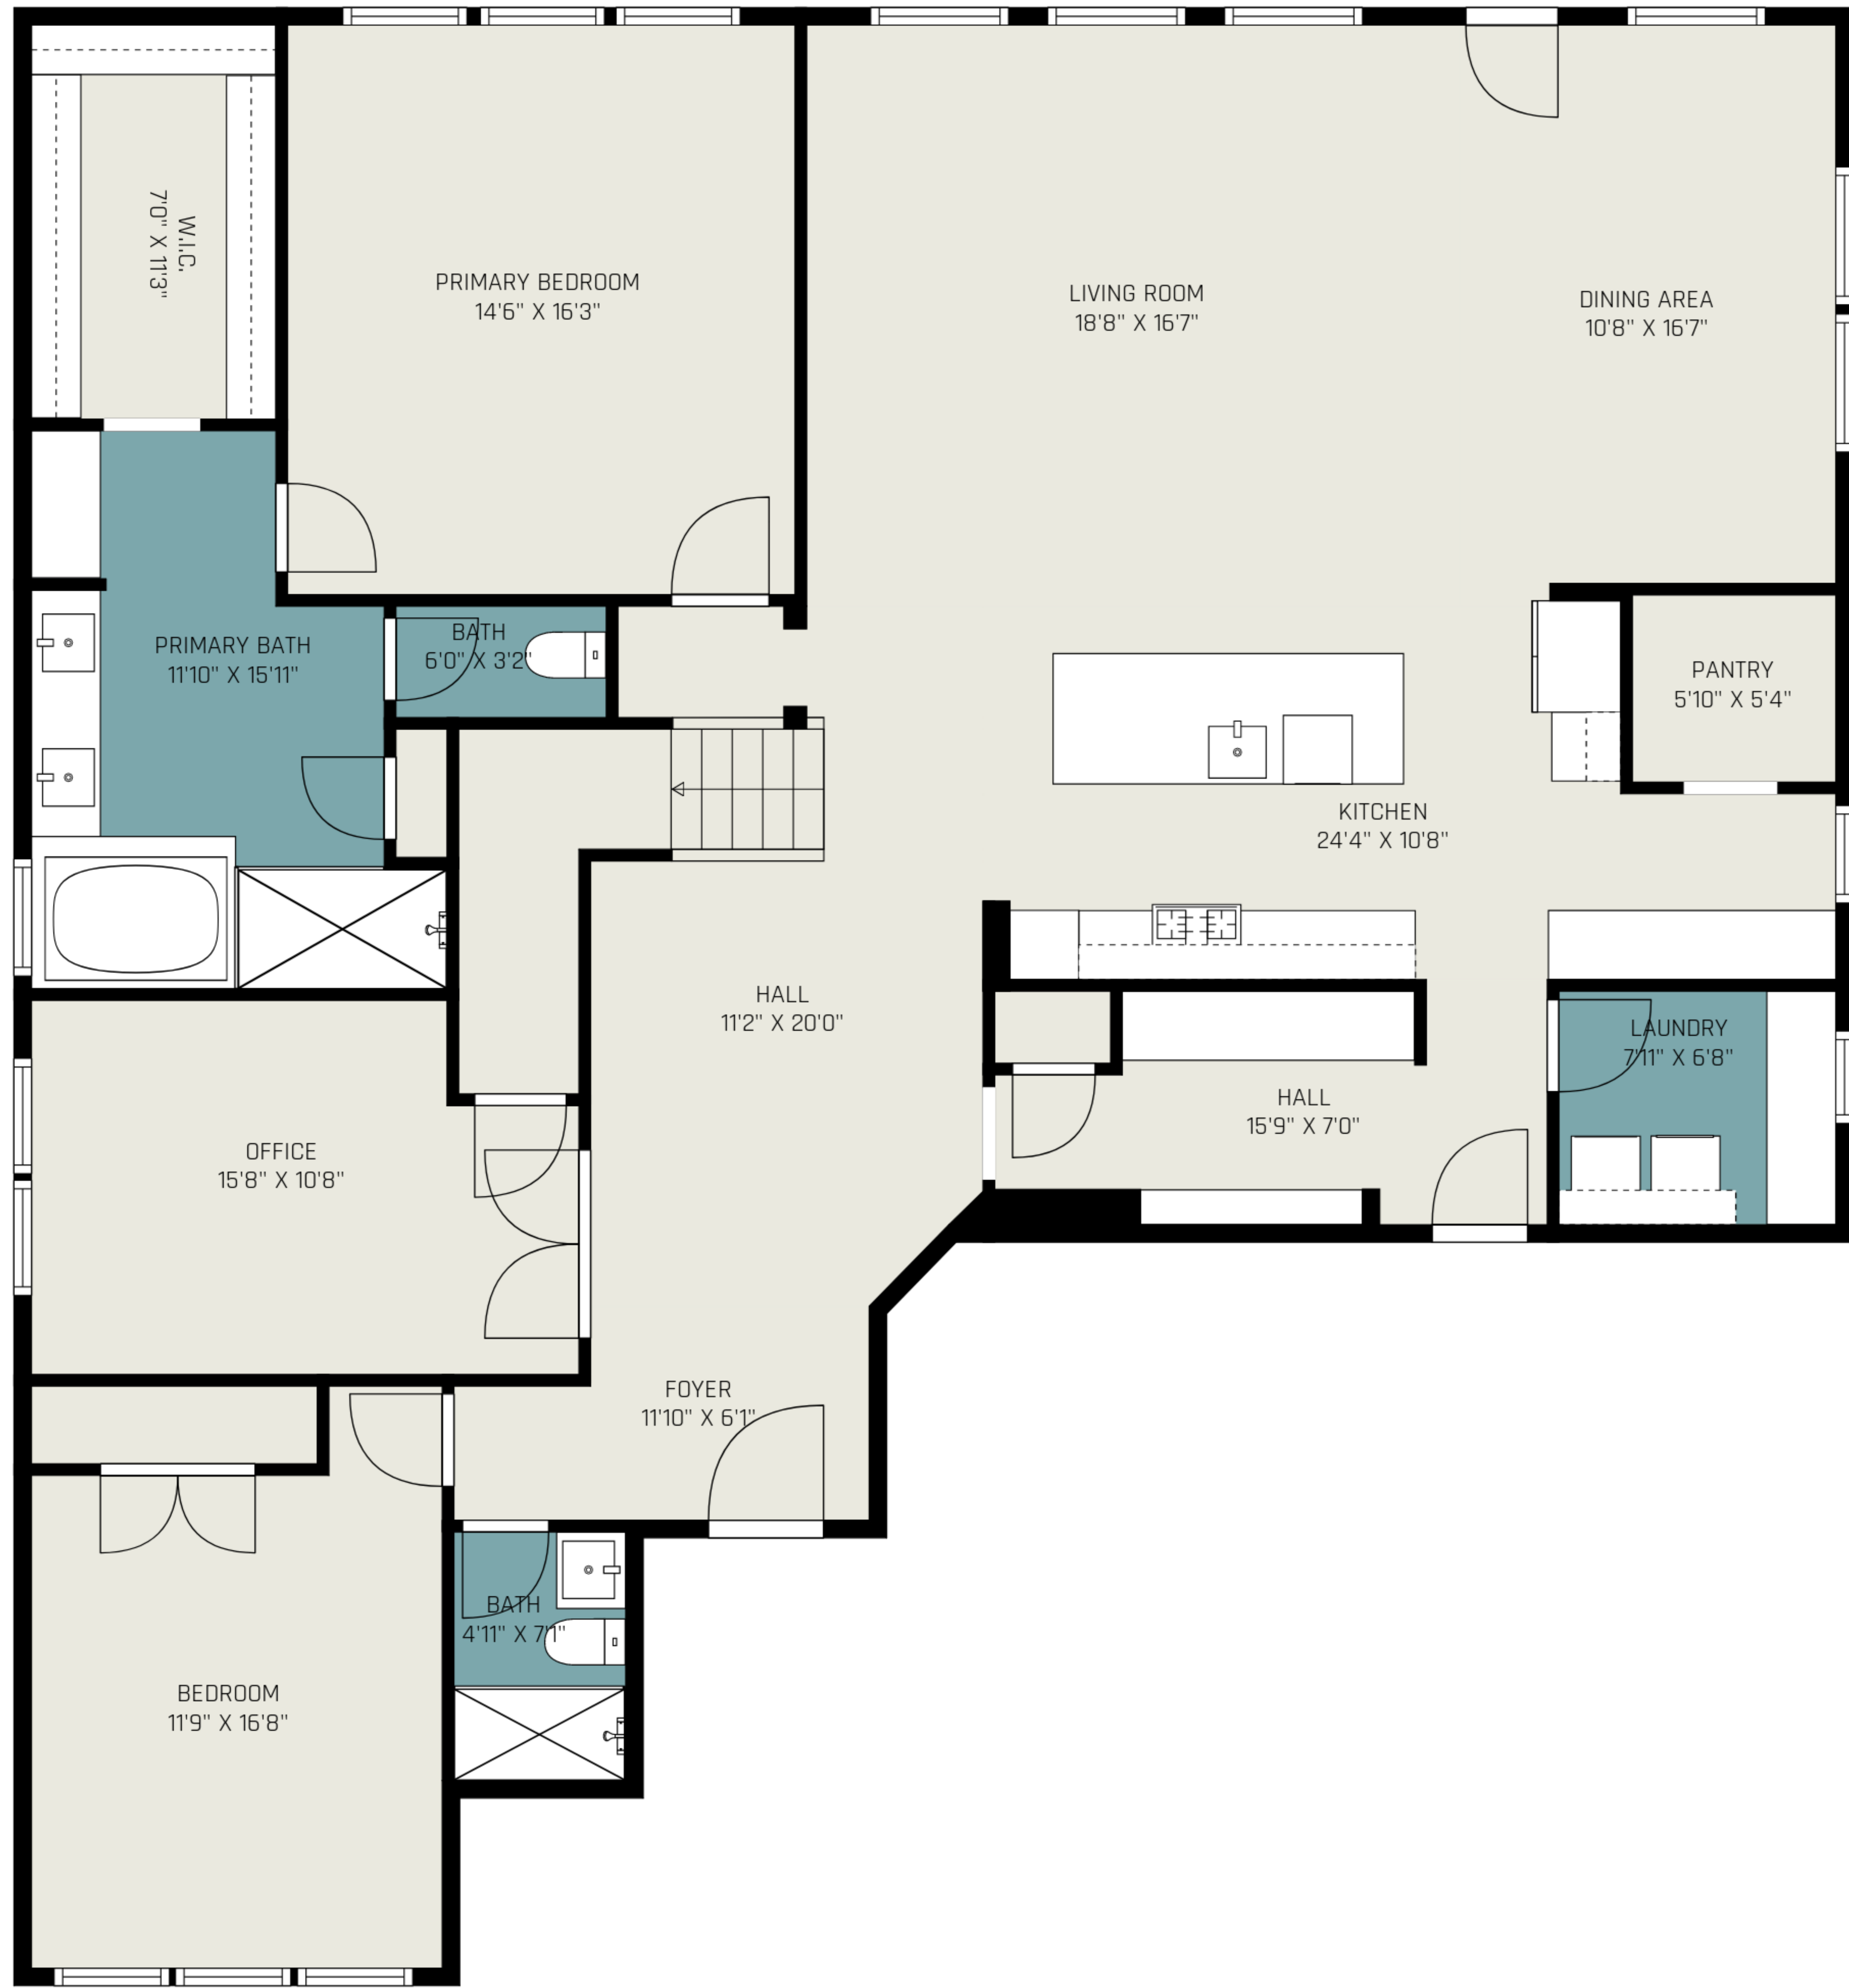 W.I.C.
7'0" X 11'3"
PRIMARY BEDROOM
14'6" X 16'3"
LIVING ROOM
18'8" X 16'7"
DINING AREA
10'8" X 16'7"
PRIMARY BATH
11'10" X 15'11"
BATH
6'0" X 3'2"
PANTRY
5'10" X 5'4"
KITCHEN
24'4" X 10'8"
HALL
11'2" X 20'0"
LAUNDRY
7'11" X 6'8"
HALL
15'9" X 7'0"
OFFICE
15'8" X 10'8"
FOYER
11'10" X 6'1"
BATH
4'11" X 7'1"
BEDROOM
11'9" X 16'8"